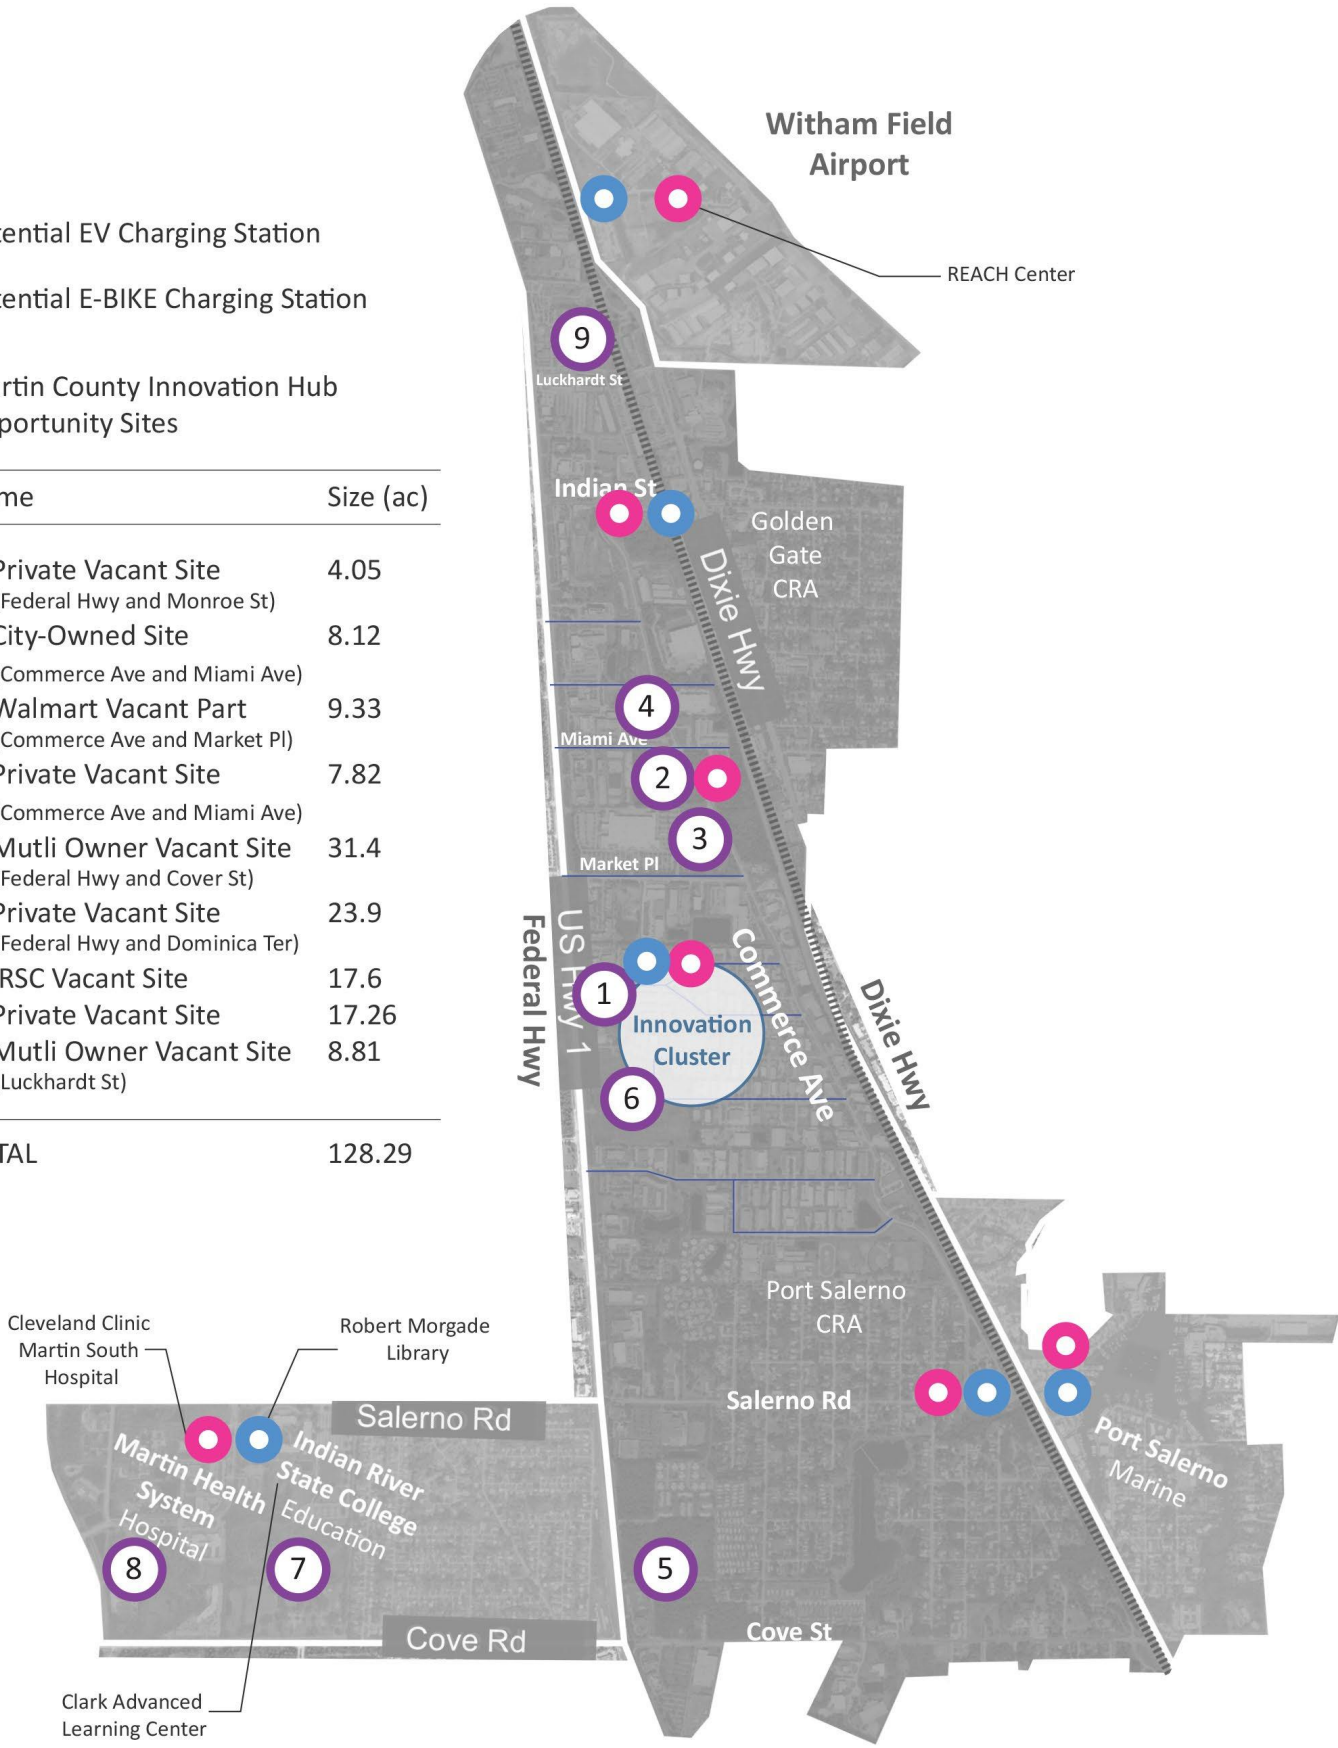 Witham Field
Airport
REACH Center
tential EV Charging Station
tential E-BIKE Charging Station
rtin County Innovation Hub
portunity Sites
me Size (ac)
Private Vacant Site 4.05
Federal Hwy and Monroe St)
City-Owned Site 8.12
Commerce Ave and Miami Ave)
Walmart Vacant Part 9.33
Commerce Ave and Market Pl)
Private Vacant Site 7.82
Commerce Ave and Miami Ave)
Mutli Owner Vacant Site 31.4
Federal Hwy and Cover St)
Private Vacant Site 23.9
Federal Hwy and Dominica Ter)
RSC Vacant Site 17.6
Private Vacant Site 17.26
Mutli Owner Vacant Site 8.81
Luckhardt St)
TAL 128.29
9
Luckhardt St
Indian St
Golden
Gate
CRA
Dixie Hwy
4
Miami Ave
2
3
Market Pl
Federal Hwy
US Hwy 1
Commerce Ave
Dixie Hwy
1
Innovation
Cluster
6
Port Salerno
CRA
Salerno Rd
Port Salerno
Marine
Cleveland Clinic
Martin South
Hospital
Robert Morgade
Library
Salerno Rd
Martin Health
System
Hospital
Indian River
State College
Education
8
7
5
Cove Rd
Cove St
Clark Advanced
Learning Center